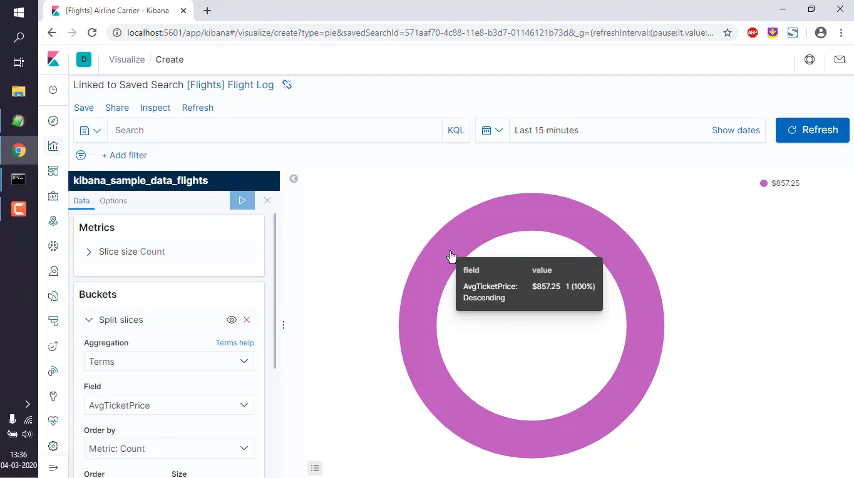 [Flights] Airline Carrier - Kibana
localhost:5601/app/kibana#/visualize/create?type=pie&savedSearchId=571aaf70-4c88-11e8-b3d7-01146121b73d&_g=(refreshInterval:(pause:!t,value:...
D
Visualize / Create
Linked to Saved Search [Flights] Flight Log
Save Share Inspect Refresh
Search KQL Last 15 minutes Show dates Refresh
+ Add filter
kibana_sample_data_flights
Data Options
$857.25
Metrics
Slice size Count
field value
AvgTicketPrice: $857.25 1 (100%)
Descending
Buckets
Split slices
Aggregation Terms help
Terms
Field
AvgTicketPrice
Order by
Metric: Count
Order Size
13:36
04-03-2020